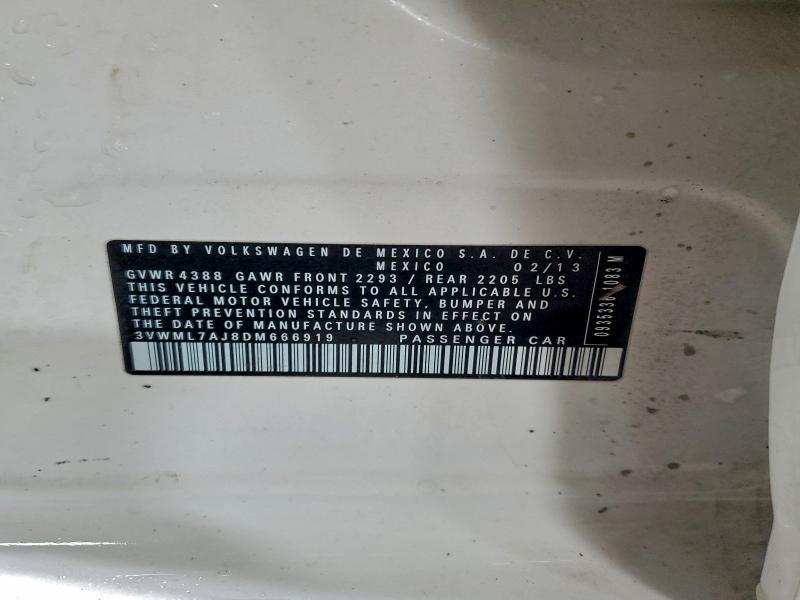 MFD BY VOLKSWAGEN DE MEXICO S.A. DE C.V.
MEXICO 02/13
GVWR 4388 GAWR FRONT 2293 / REAR 2205 LBS
THIS VEHICLE CONFORMS TO ALL APPLICABLE U.S.
FEDERAL MOTOR VEHICLE SAFETY, BUMPER AND
THEFT PREVENTION STANDARDS IN EFFECT ON
THE DATE OF MANUFACTURE SHOWN ABOVE.
3VWML7AJ8DM666919 PASSENGER CAR
1083 M